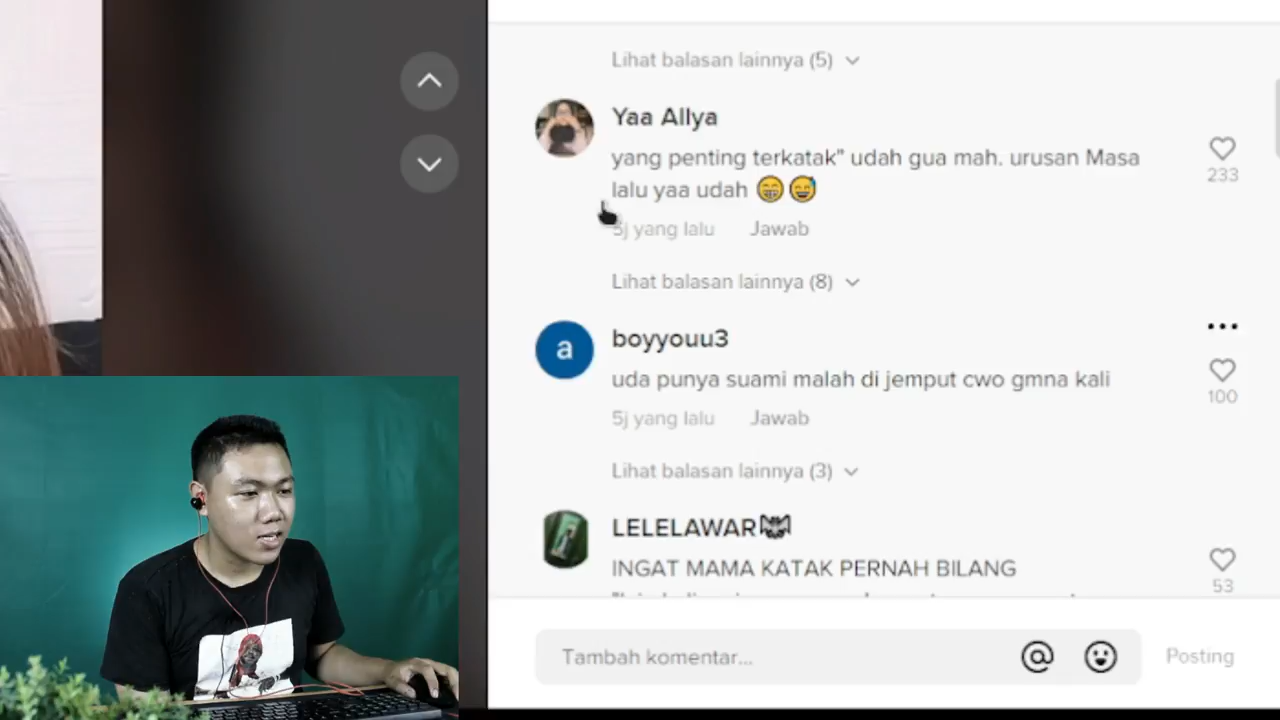 Lihat balasan lainnya (5)
Yaa Allya
yang penting terkatak" udah gua mah. urusan Masa
lalu yaa udah 😁😅
233
5j yang lalu Jawab
Lihat balasan lainnya (8)
a
boyyouu3
uda punya suami malah di jemput cwo gmna kali
100
5j yang lalu Jawab
Lihat balasan lainnya (3)
LELELAWAR
INGAT MAMA KATAK PERNAH BILANG
53
Tambah komentar...
@
Posting